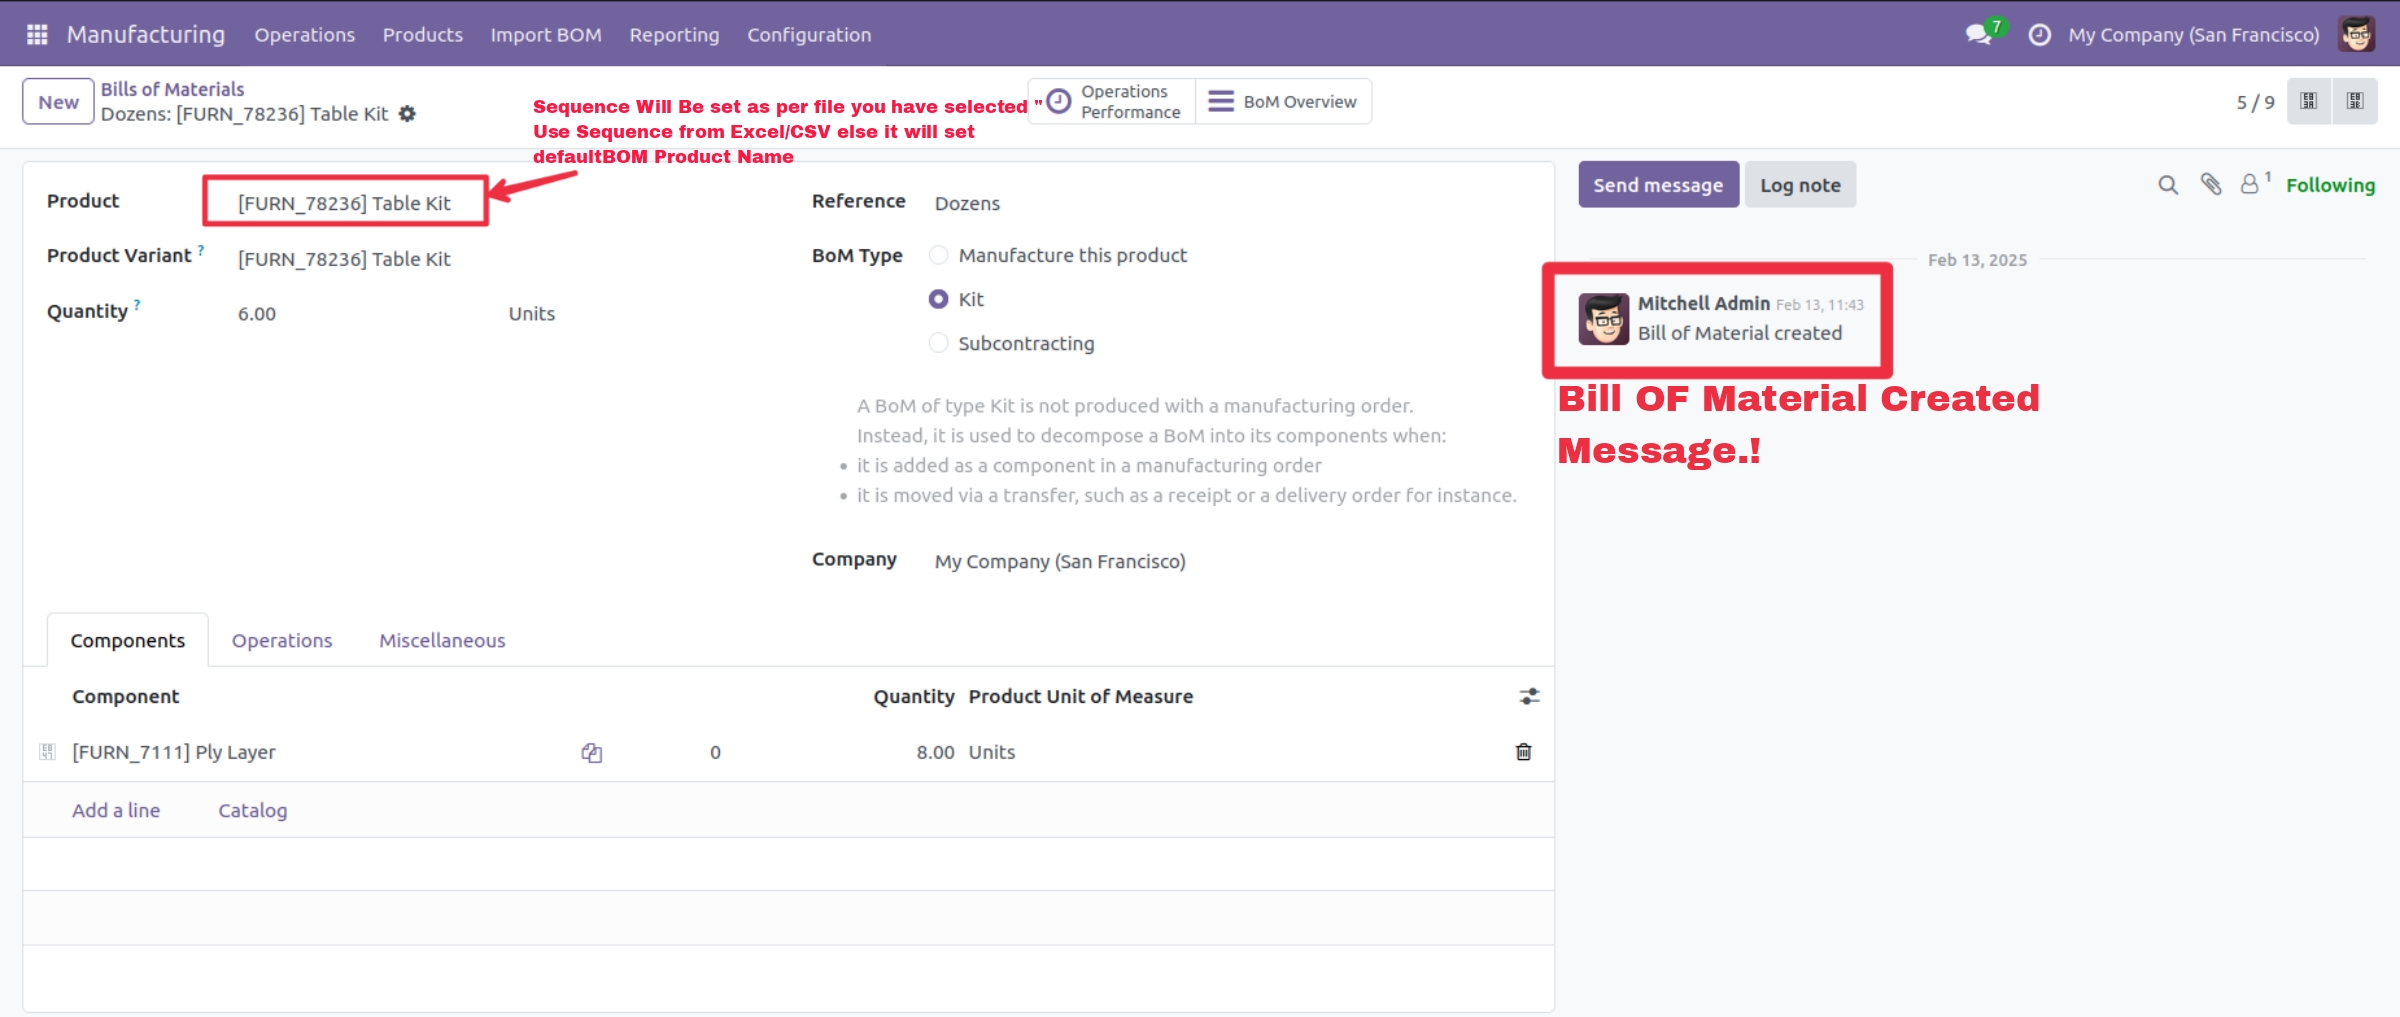 Manufacturing Operations Products Import BOM Reporting Configuration 7 My Company (San Francisco)
New Bills of Materials
Dozens: [FURN_78236] Table Kit
Sequence Will Be set as per file you have selected "
Use Sequence from Excel/CSV else it will set
defaultBOM Product Name
Operations
Performance
BoM Overview
5 / 9
Product [FURN_78236] Table Kit
Product Variant ? [FURN_78236] Table Kit
Quantity ? 6.00 Units
Reference Dozens
BoM Type Manufacture this product
Kit
Subcontracting
A BoM of type Kit is not produced with a manufacturing order.
Instead, it is used to decompose a BoM into its components when:
• it is added as a component in a manufacturing order
• it is moved via a transfer, such as a receipt or a delivery order for instance.
Company My Company (San Francisco)
Send message Log note 1 Following
Feb 13, 2025
Mitchell Admin Feb 13, 11:43
Bill of Material created
Bill OF Material Created
Message.!
Components Operations Miscellaneous
Component Quantity Product Unit of Measure
[FURN_7111] Ply Layer 0 8.00 Units
Add a line Catalog